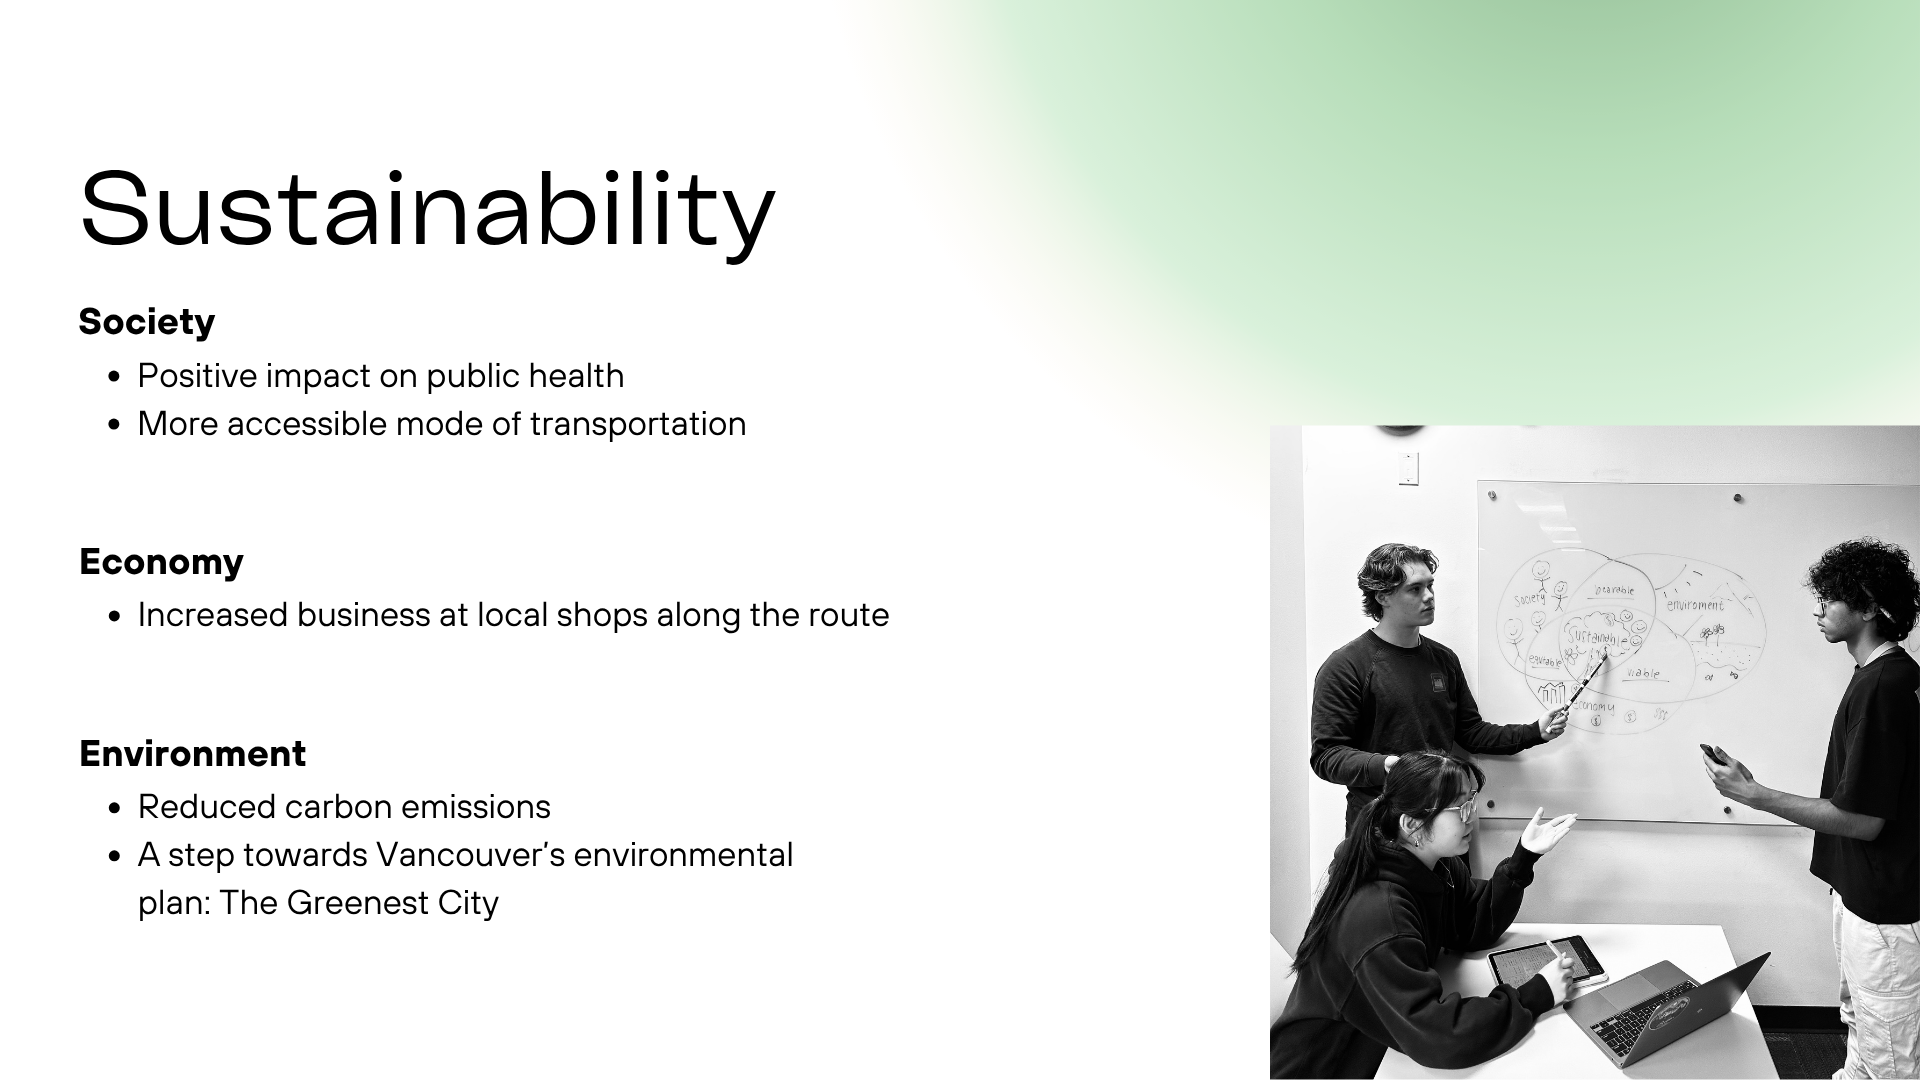 Sustainability
Society
• Positive impact on public health
• More accessible mode of transportation
Economy
• Increased business at local shops along the route
Environment
• Reduced carbon emissions
• A step towards Vancouver's environmental
plan: The Greenest City
society
bearable
enviroment
Sustainable
equitable
viable
economy